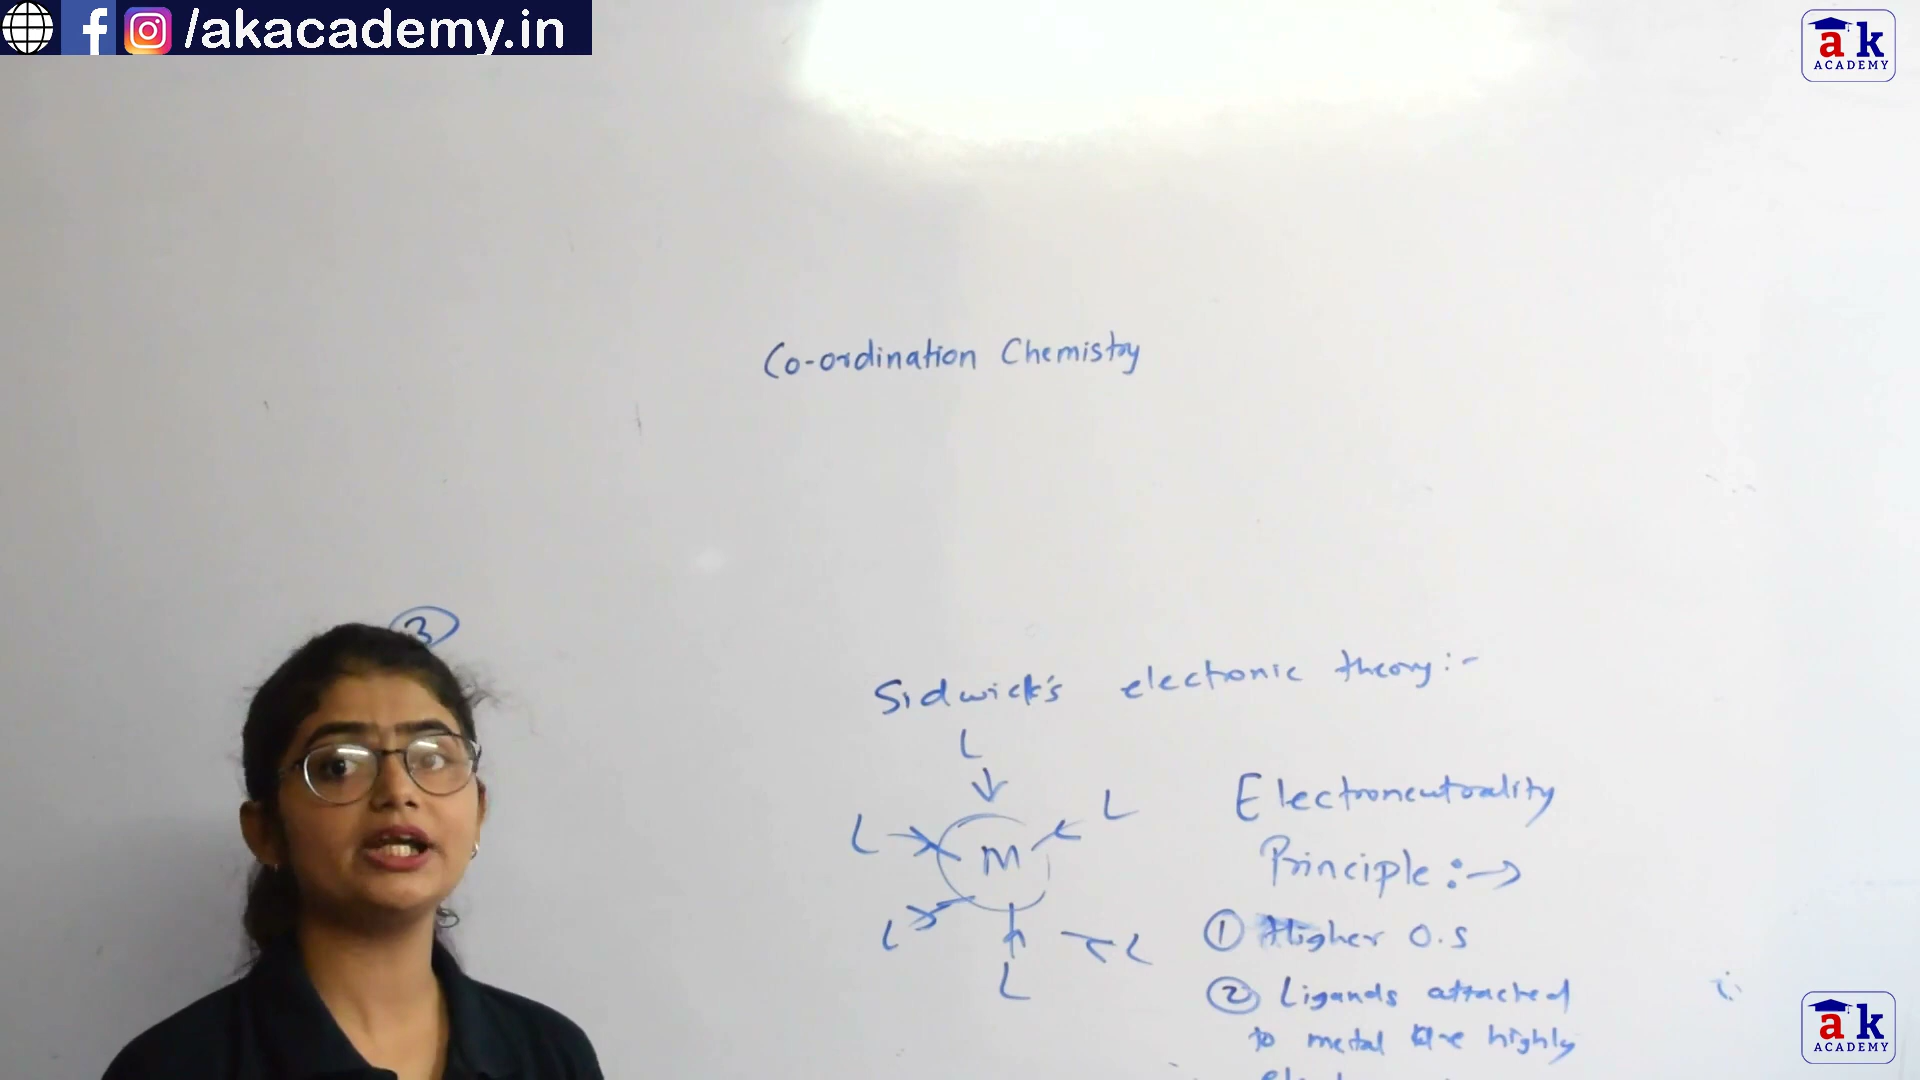 /akacademy.in
ak
ACADEMY
Co-ordination Chemistry
3
Sidwick's electronic theory:-
L
L
L
M
L
L
L
Electroneutrality
Principle:→
① Higher O.S
② Ligands attached
to metal are highly
ak
ACADEMY